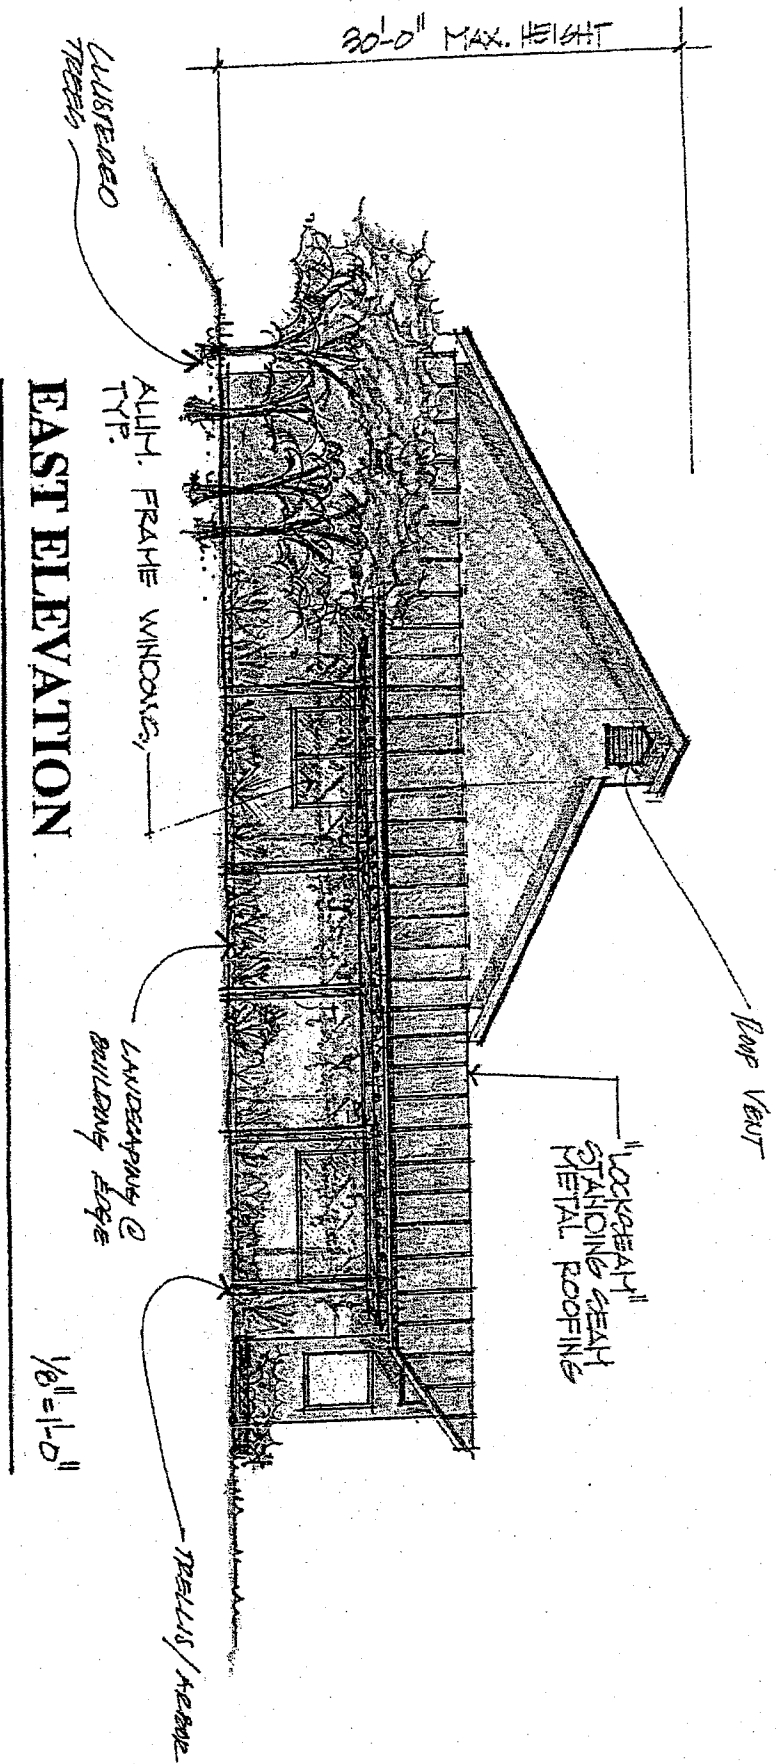 30'-0" MAX. HEIGHT
ROOF VENT
"LOCKSEAM"
STANDING SEAM
METAL ROOFING
CLUSTERED
TREES
ALUM. FRAME WINDOWS,
TYP.
LANDSCAPING @
BUILDING EDGE
TRELLIS/ARBOR
EAST ELEVATION
1/8"=1'-0"